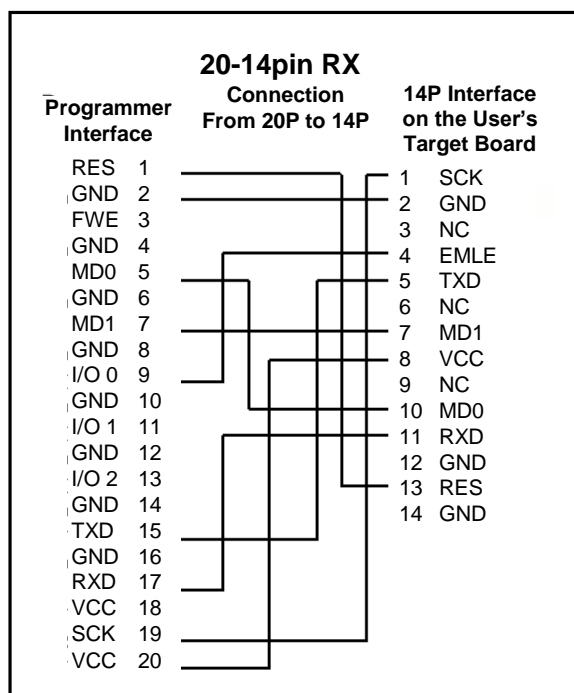 20-14pin RX
Connection
From 20P to 14P
Programmer
Interface
RES 1
GND 2
FWE 3
GND 4
MD0 5
GND 6
MD1 7
GND 8
I/O 0 9
GND 10
I/O 1 11
GND 12
I/O 2 13
GND 14
TXD 15
GND 16
RXD 17
VCC 18
SCK 19
VCC 20
14P Interface
on the User's
Target Board
1 SCK
2 GND
3 NC
4 EMLE
5 TXD
6 NC
7 MD1
8 VCC
9 NC
10 MD0
11 RXD
12 GND
13 RES
14 GND